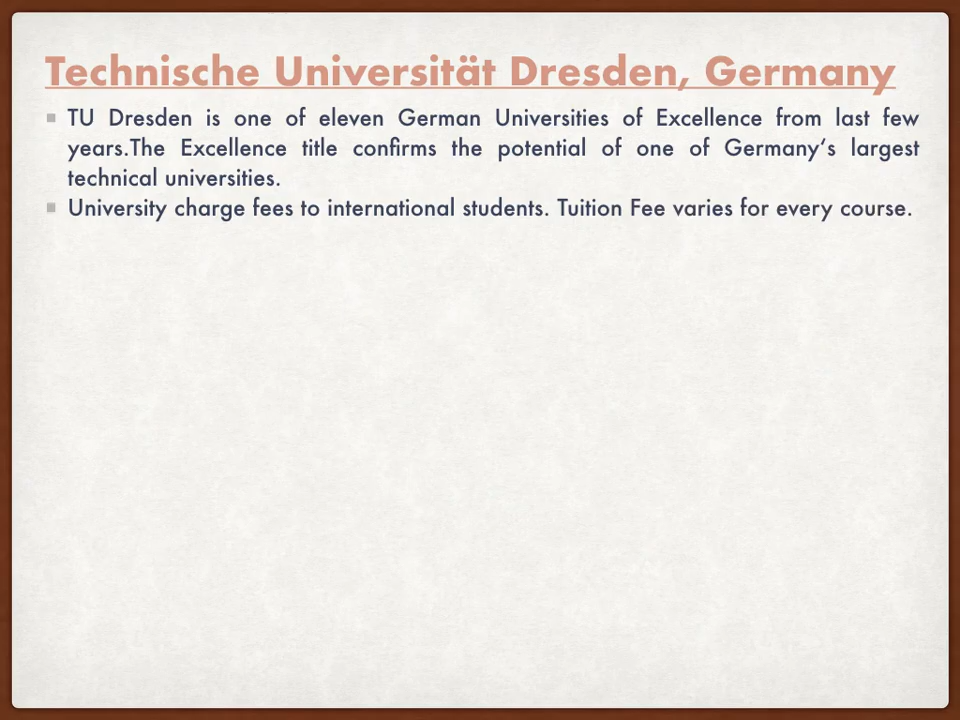 Technische Universität Dresden, Germany
TU Dresden is one of eleven German Universities of Excellence from last few
years.The Excellence title confirms the potential of one of Germany's largest
technical universities.
University charge fees to international students. Tuition Fee varies for every course.